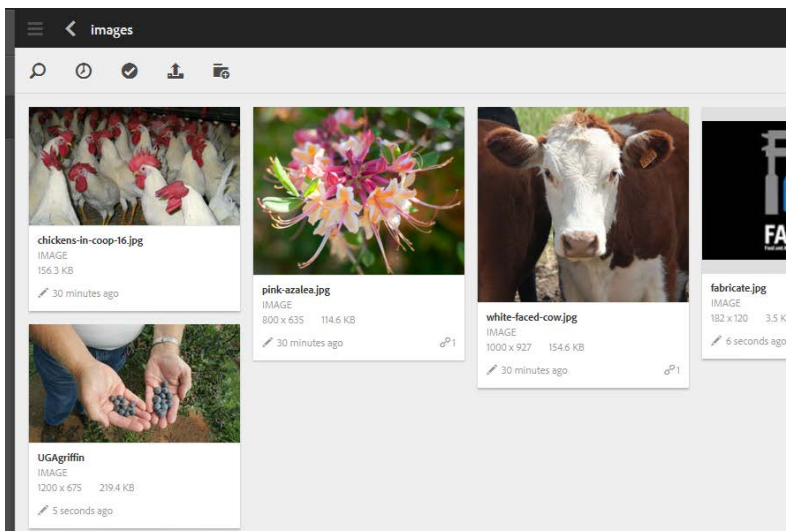 images
chickens-in-coop-16.jpg
IMAGE
156.3 KB
30 minutes ago
pink-azalea.jpg
IMAGE
800 x 635 114.6 KB
30 minutes ago 1
white-faced-cow.jpg
IMAGE
1000 x 927 154.6 KB
30 minutes ago 1
FA
fabricate.jpg
IMAGE
182 x 120 3.5 K
6 seconds ago
UGAgriffin
IMAGE
1200 x 675 219.4 KB
5 seconds ago